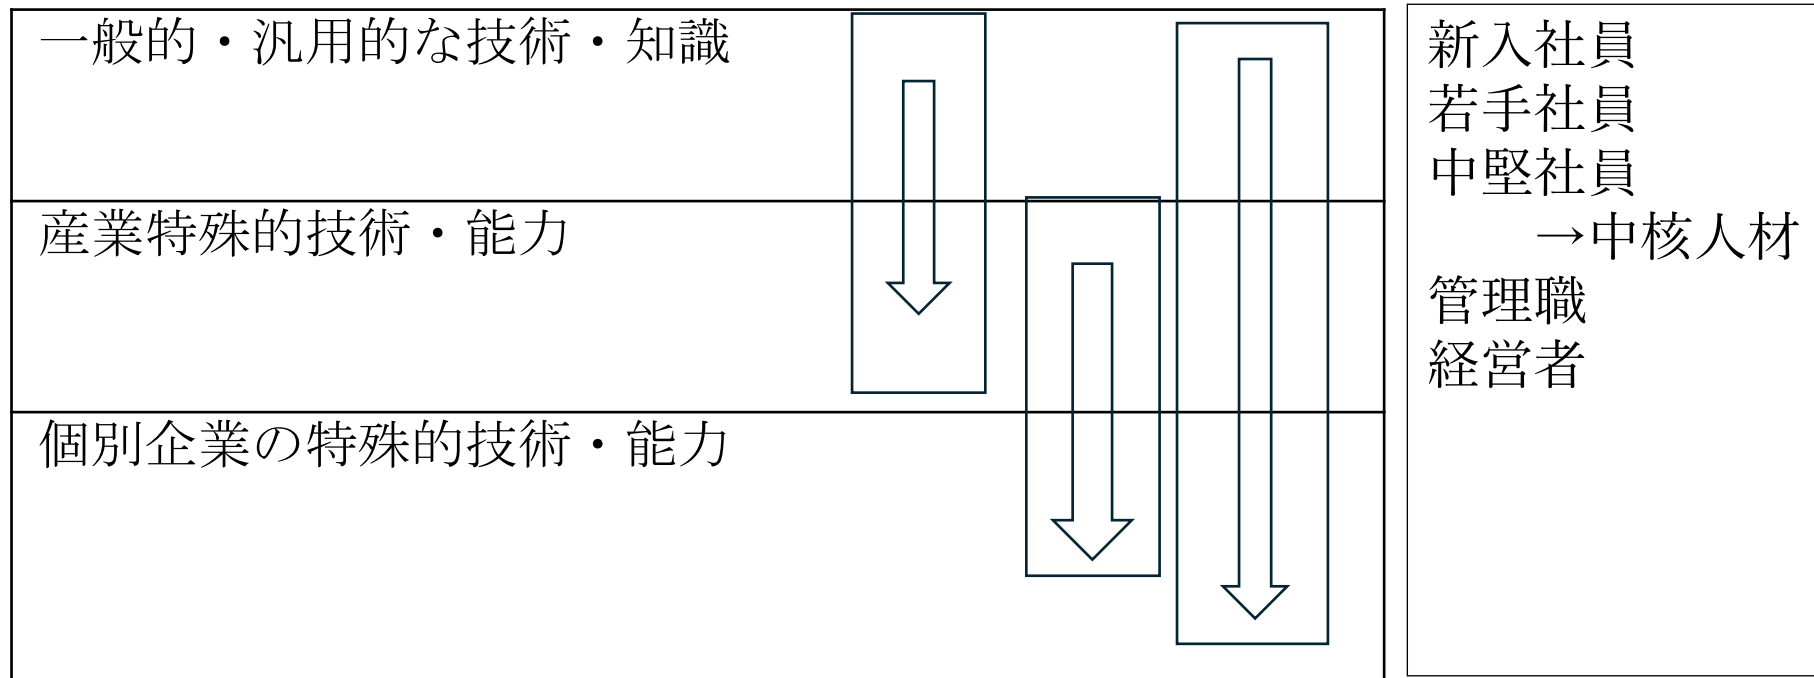 一般的・汎用的な技術・知識
産業特殊的技術・能力
個別企業の特殊的技術・能力
新入社員
若手社員
中堅社員
→中核人材
管理職
経営者